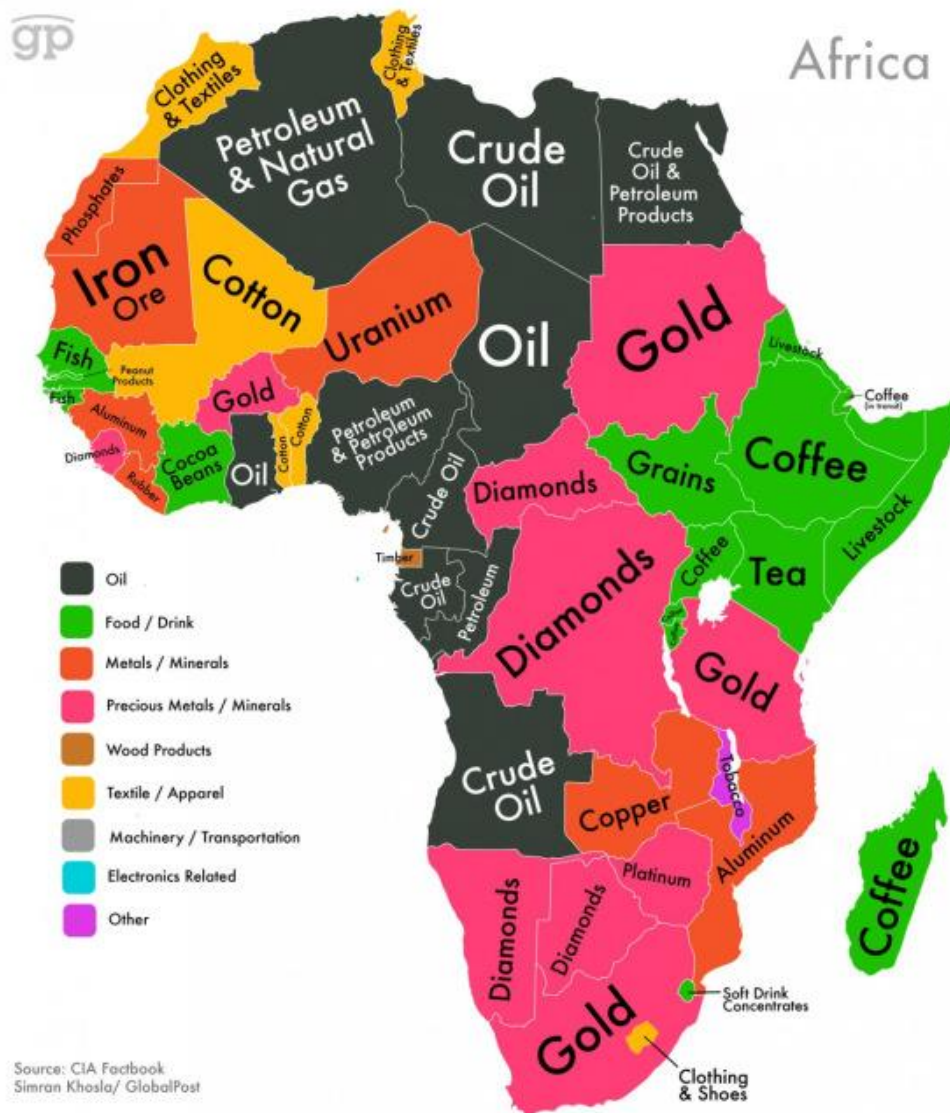 gp
Africa
Clothing
& Textiles
Clothing
& Textiles
Petroleum
& Natural
Gas
Crude
Oil
Crude
Oil &
Petroleum
Products
Phosphates
Iron
Ore
Cotton
Uranium
Oil
Gold
Livestock
Coffee
(in transit)
Fish
Peanut
Products
Fish
Gold
Aluminum
Diamonds
Rubber
Cocoa
Beans
Oil
Cotton
Cotton
Petroleum
& Petroleum
Products
Crude Oil
Diamonds
Grains
Coffee
Livestock
Timber
Crude
Oil
Petroleum
Diamonds
Coffee
Tea
Gold
Crude
Oil
Copper
Tobacco
Aluminum
Diamonds
Diamonds
Platinum
Coffee
Gold
Soft Drink
Concentrates
Clothing
& Shoes
Oil
Food / Drink
Metals / Minerals
Precious Metals / Minerals
Wood Products
Textile / Apparel
Machinery / Transportation
Electronics Related
Other
Source: CIA Factbook
Simran Khosla/ GlobalPost